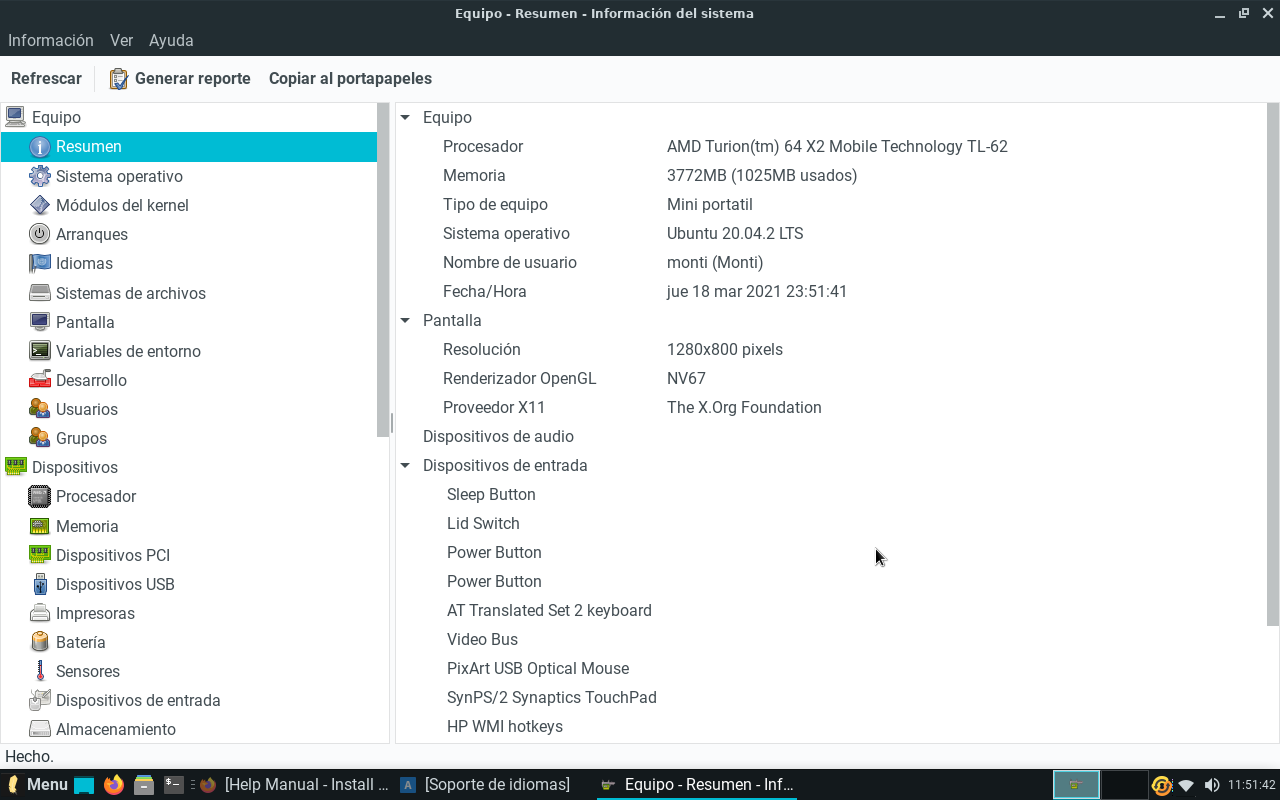 Equipo - Resumen - Información del sistema
Información Ver Ayuda
Refrescar Generar reporte Copiar al portapapeles
Equipo
Resumen
Sistema operativo
Módulos del kernel
Arranques
Idiomas
Sistemas de archivos
Pantalla
Variables de entorno
Desarrollo
Usuarios
Grupos
Dispositivos
Procesador
Memoria
Dispositivos PCI
Dispositivos USB
Impresoras
Batería
Sensores
Dispositivos de entrada
Almacenamiento
Equipo
Procesador AMD Turion(tm) 64 X2 Mobile Technology TL-62
Memoria 3772MB (1025MB usados)
Tipo de equipo Mini portatil
Sistema operativo Ubuntu 20.04.2 LTS
Nombre de usuario monti (Monti)
Fecha/Hora jue 18 mar 2021 23:51:41
Pantalla
Resolución 1280x800 pixels
Renderizador OpenGL NV67
Proveedor X11 The X.Org Foundation
Dispositivos de audio
Dispositivos de entrada
Sleep Button
Lid Switch
Power Button
Power Button
AT Translated Set 2 keyboard
Video Bus
PixArt USB Optical Mouse
SynPS/2 Synaptics TouchPad
HP WMI hotkeys
Hecho.
Menu [Help Manual - Install ... [Soporte de idiomas] Equipo - Resumen - Inf... 11:51:42